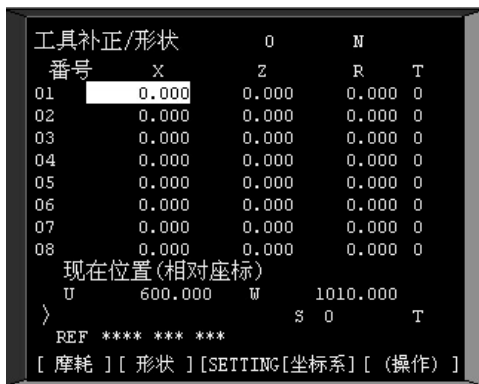 工具补正/形状 O N
番号 X Z R T
01 0.000 0.000 0.000 0
02 0.000 0.000 0.000 0
03 0.000 0.000 0.000 0
04 0.000 0.000 0.000 0
05 0.000 0.000 0.000 0
06 0.000 0.000 0.000 0
07 0.000 0.000 0.000 0
08 0.000 0.000 0.000 0
现在位置(相对座标)
U 600.000 W 1010.000
〉 S 0 T
REF **** *** ***
[ 摩耗 ][ 形状 ][SETTING[坐标系][ (操作) ]